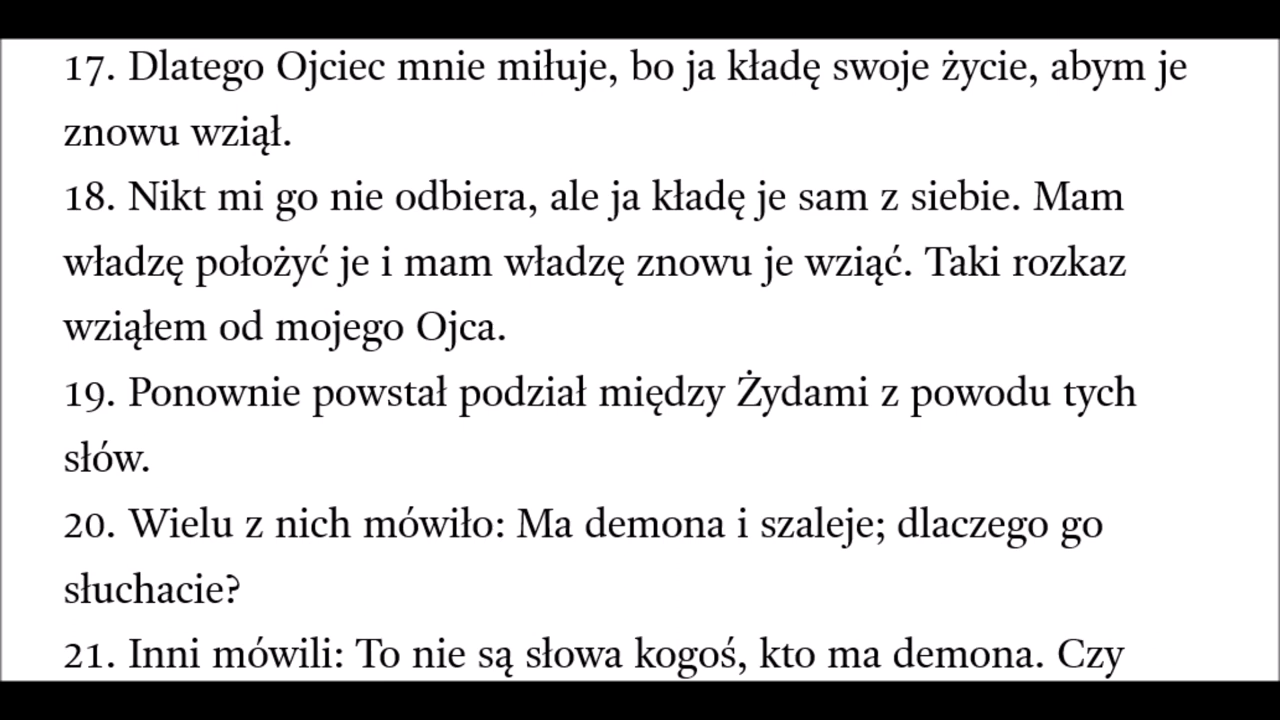 17. Dlatego Ojciec mnie miłuje, bo ja kładę swoje życie, abym je
znowu wziął.
18. Nikt mi go nie odbiera, ale ja kładę je sam z siebie. Mam
władzę położyć je i mam władzę znowu je wziąć. Taki rozkaz
wziąłem od mojego Ojca.
19. Ponownie powstał podział między Żydami z powodu tych
słów.
20. Wielu z nich mówiło: Ma demona i szaleje; dlaczego go
słuchacie?
21. Inni mówili: To nie są słowa kogoś, kto ma demona. Czy